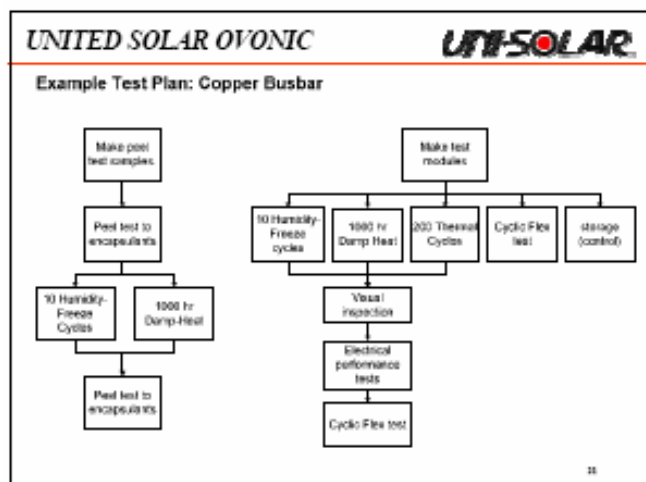 UNITED SOLAR OVONIC
UNI-SOLAR
Example Test Plan: Copper Busbar
Make peel
test samples
Peel test to
encapsulants
10 Humidity-
Freeze
Cycles
1000 hr
Damp-Heat
Peel test to
encapsulants
Make test
modules
10 Humidity-
Freeze
cycles
1000 hr
Damp Heat
200 Thermal
Cycles
Cyclic Flex
test
storage
(control)
Visual
inspection
Electrical
performance
tests
Cyclic Flex test